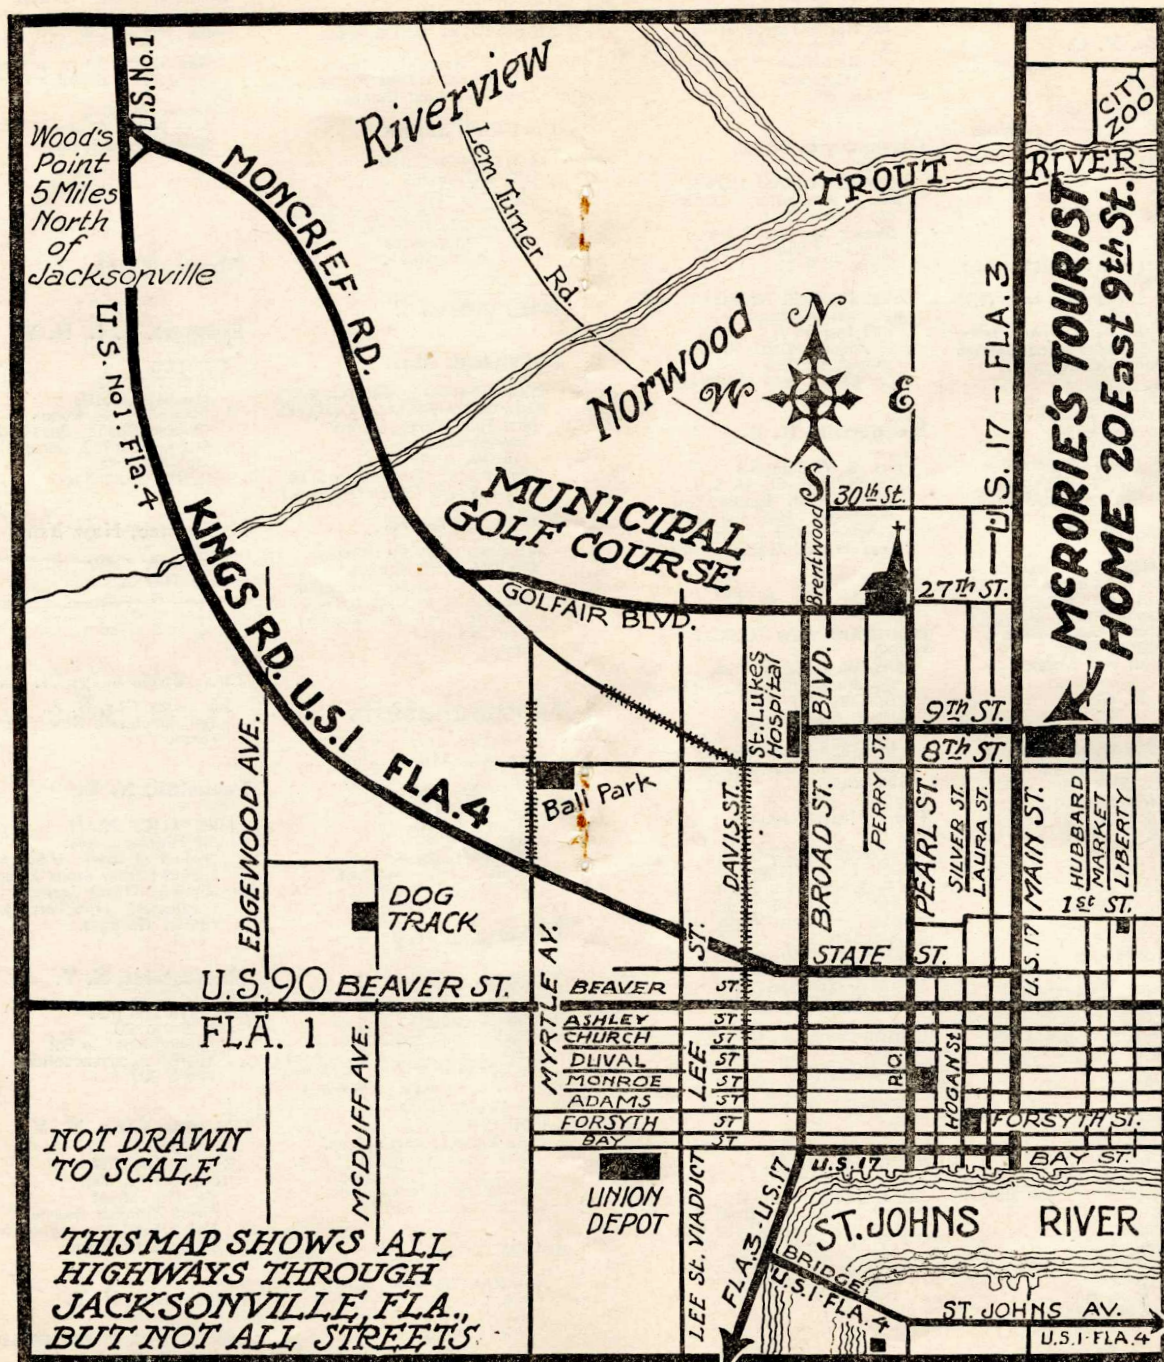 U.S. No.1
Riverview
CITY
ZOO
Wood's
Point
5 Miles
North
of
Jacksonville
MONCRIEF RD.
Lem Turner Rd.
TROUT RIVER
McRORIE'S TOURIST
HOME 20 East 9th St.
U.S. 17 - FLA. 3
U.S. No1. Fla. 4
Norwood
N
W
E
S
MUNICIPAL
GOLF COURSE
30th St.
Brentwood
27Th ST.
GOLFAIR BLVD.
KINGS RD. U.S.1 FLA.4
St. Lukes
Hospital
BLVD.
9Th ST.
8Th ST.
EDGEWOOD AVE.
Ball Park
DAVIS ST.
BROAD ST.
PERRY ST.
PEARL ST.
SILVER ST.
LAURA ST.
U.S. 17 MAIN ST.
HUBBARD
MARKET
LIBERTY
1st ST.
DOG
TRACK
STATE ST.
U.S. 90 BEAVER ST.
FLA. 1
MYRTLE AV.
LEE ST.
BEAVER ST
ASHLEY ST
CHURCH ST
DUVAL ST
MONROE ST
ADAMS ST
FORSYTH ST
BAY ST
P.O.
HOGAN St
FORSYTH ST.
BAY ST.
McDUFF AVE.
NOT DRAWN
TO SCALE
UNION
DEPOT
LEE St. VIADUCT
FLA.3 - U.S.17
U.S.17
ST. JOHNS RIVER
BRIDGE
U.S.1-FLA. 4
ST. JOHNS AV.
U.S.1-FLA.4
THIS MAP SHOWS ALL
HIGHWAYS THROUGH
JACKSONVILLE, FLA.,
BUT NOT ALL STREETS